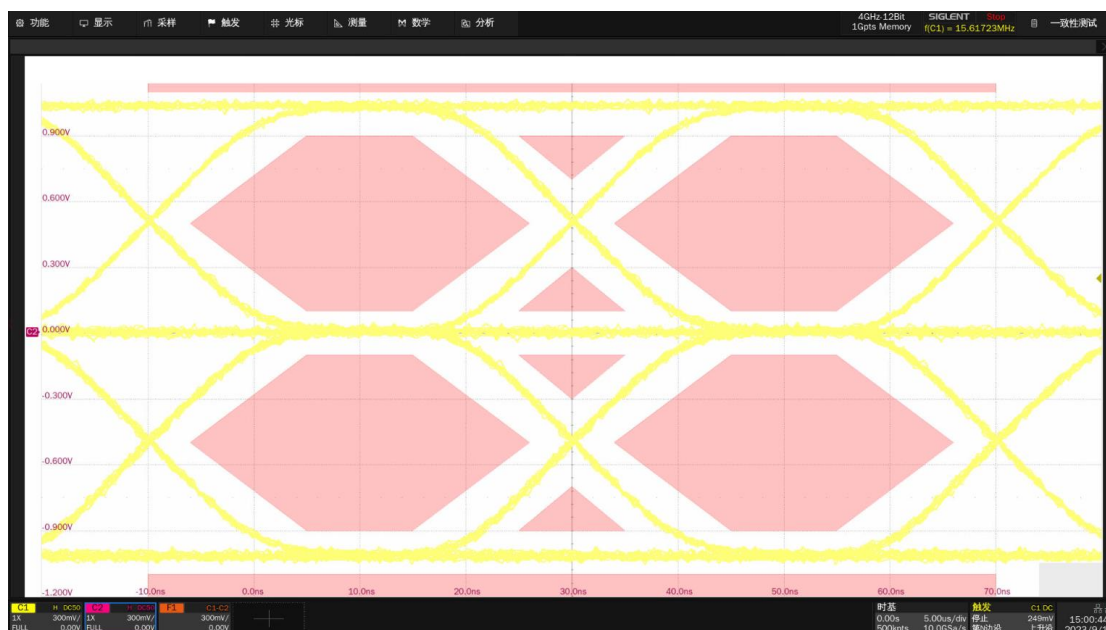 功能 显示 采样 触发 光标 测量 数学 分析 4GHz-12Bit SIGLENT Stop 一致性测试
1Gpts Memory f(C1) = 15.61723MHz
0.900V
0.600V
0.300V
C2 0.000V
-0.300V
-0.600V
-0.900V
-1.200V -10.0ns 0.0ns 10.0ns 20.0ns 30.0ns 40.0ns 50.0ns 60.0ns 70.0ns
C1 H DC50 C2 H DC50 F1 C1-C2 时基 触发 C1 DC
1X 300mV/ 1X 300mV/ 300mV/ 0.00s 5.00us/div 停止 249mV 15:00:44
FULL 0.00V FULL 0.00V 0.00V 500kpts 10.0GSa/s 上升沿